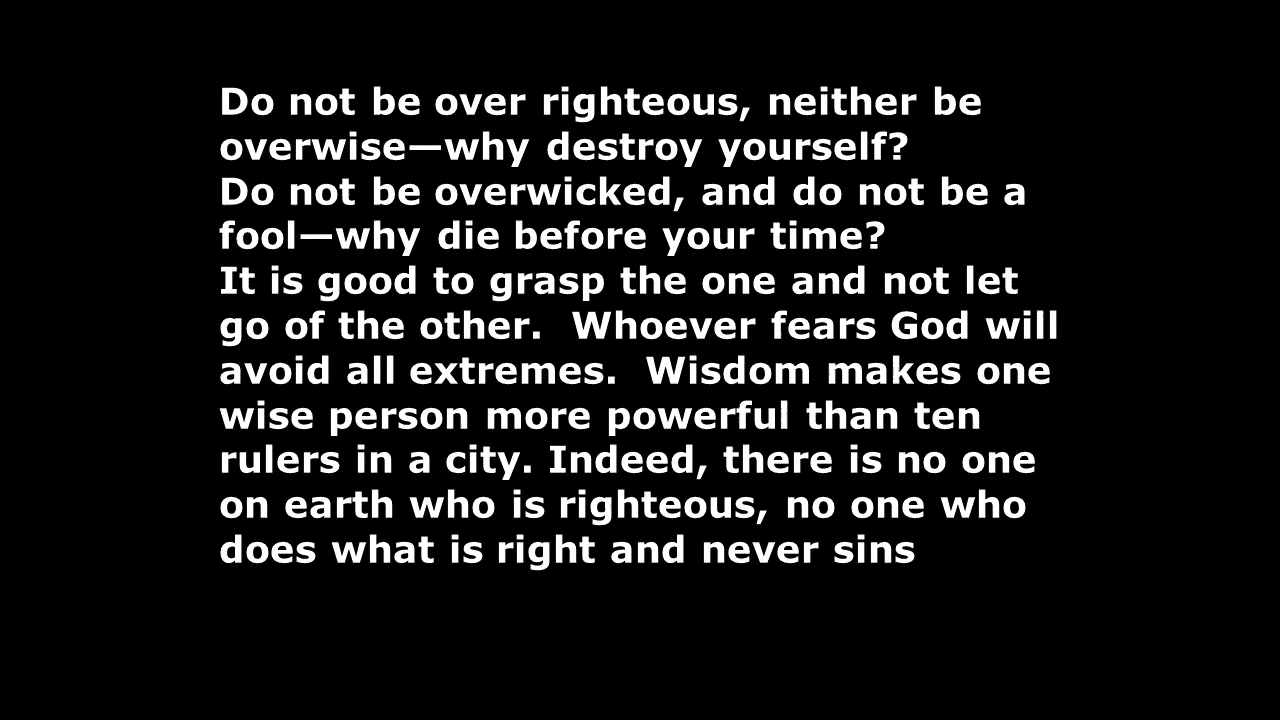 Do not be over righteous, neither be
overwise—why destroy yourself?
Do not be overwicked, and do not be a
fool—why die before your time?
It is good to grasp the one and not let
go of the other.  Whoever fears God will
avoid all extremes.  Wisdom makes one
wise person more powerful than ten
rulers in a city. Indeed, there is no one
on earth who is righteous, no one who
does what is right and never sins